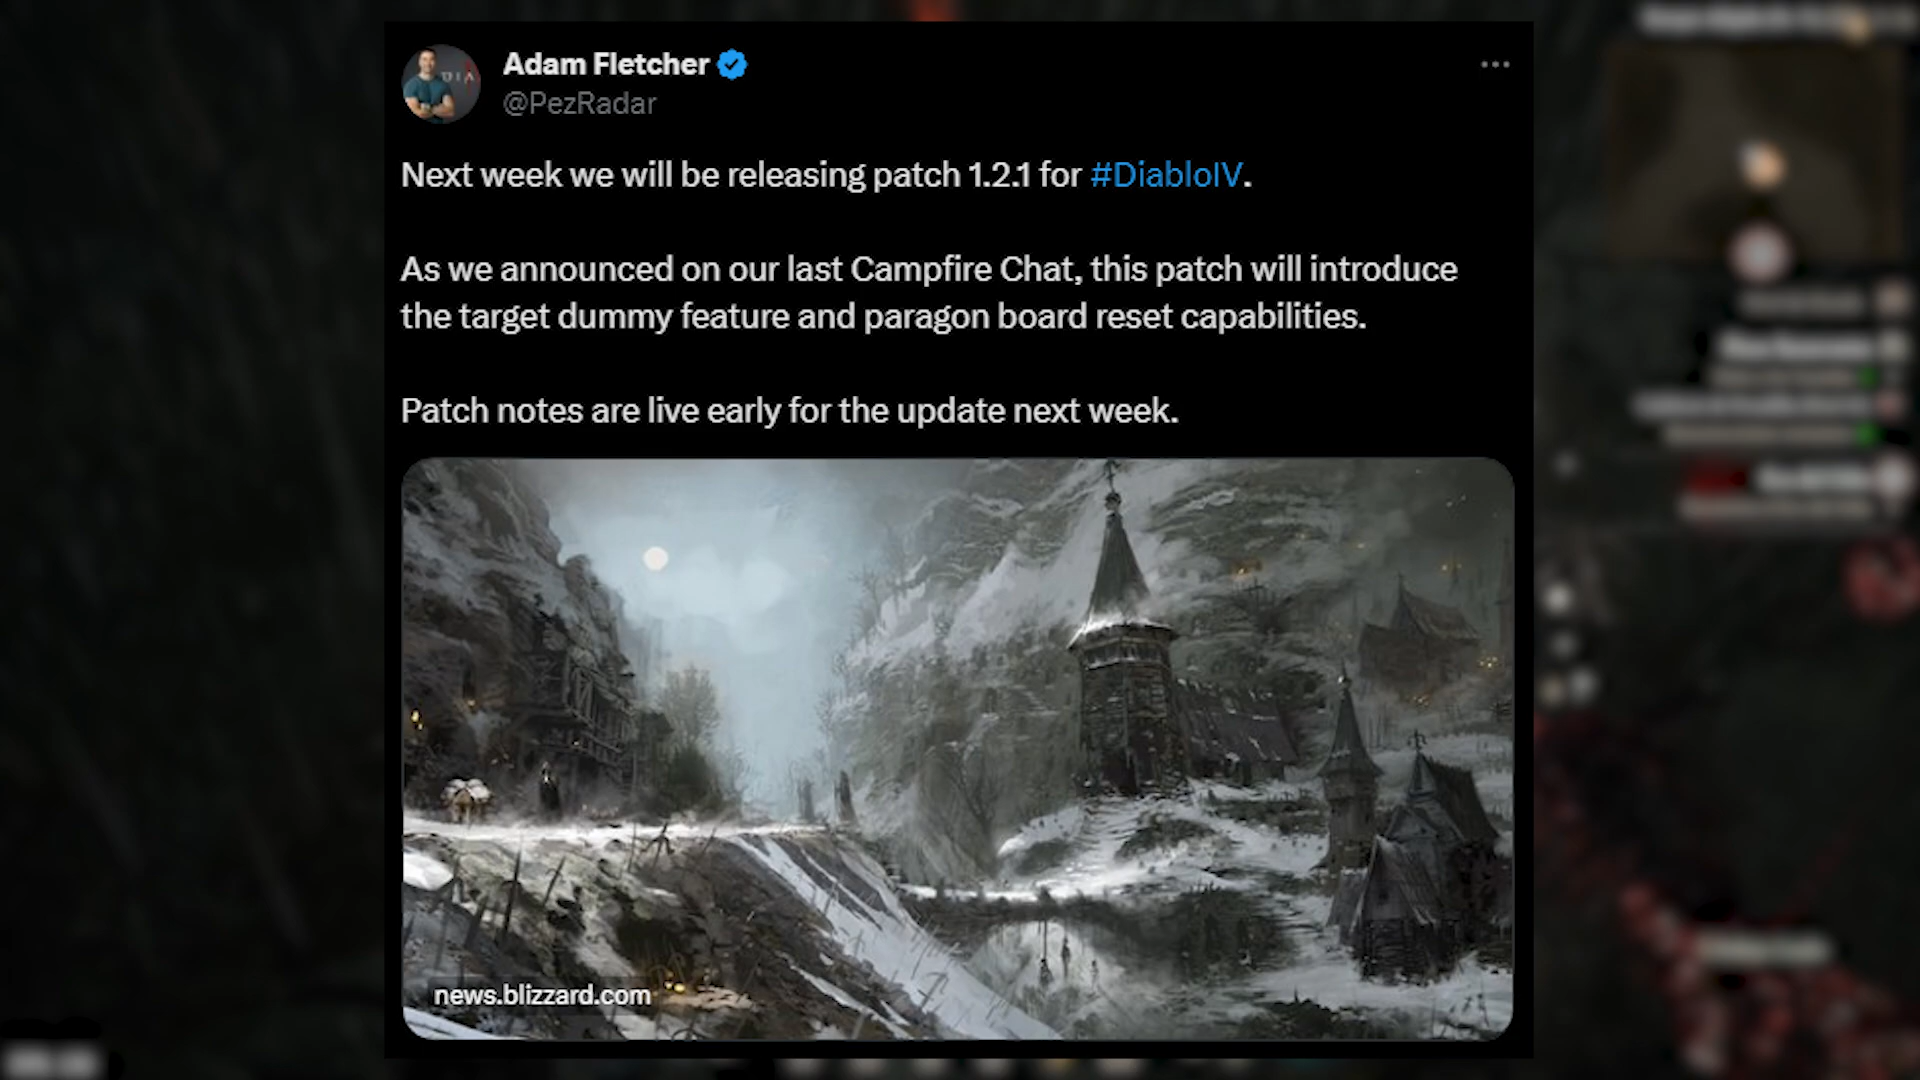 Adam Fletcher
@PezRadar
Next week we will be releasing patch 1.2.1 for #DiabloIV.
As we announced on our last Campfire Chat, this patch will introduce
the target dummy feature and paragon board reset capabilities.
Patch notes are live early for the update next week.
news.blizzard.com